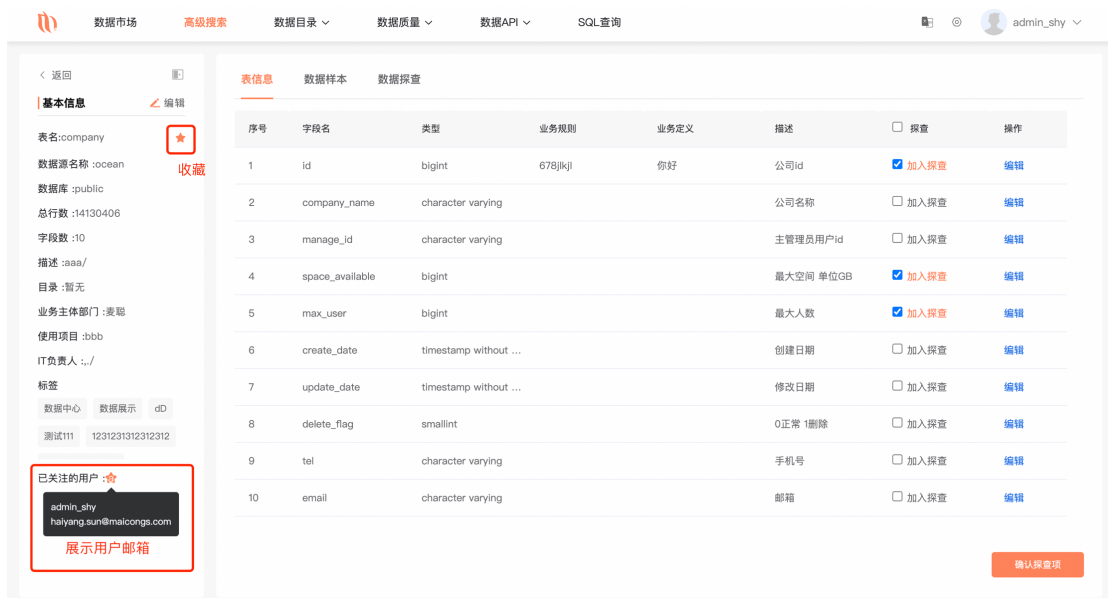 数据市场 高级搜索 数据目录 数据质量 数据API SQL查询 admin_shy
返回
基本信息 编辑
表名:company
收藏
数据源名称 :ocean
数据库 :public
总行数 :14130406
字段数 :10
描述 :aaa/
目录 :暂无
业务主体部门 :麦聪
使用项目 :bbb
IT负责人 :,./
标签
数据中心 数据展示 dD
测试111 1231231312312312
已关注的用户 :
admin_shy
haiyang.sun@maicongs.com
展示用户邮箱
表信息 数据样本 数据探查
序号 字段名 类型 业务规则 业务定义 描述 探查 操作
1 id bigint 678jlkjl 你好 公司id 加入探查 编辑
2 company_name character varying 公司名称 加入探查 编辑
3 manage_id character varying 主管理员用户id 加入探查 编辑
4 space_available bigint 最大空间 单位GB 加入探查 编辑
5 max_user bigint 最大人数 加入探查 编辑
6 create_date timestamp without ... 创建日期 加入探查 编辑
7 update_date timestamp without ... 修改日期 加入探查 编辑
8 delete_flag smallint 0正常 1删除 加入探查 编辑
9 tel character varying 手机号 加入探查 编辑
10 email character varying 邮箱 加入探查 编辑
确认探查项